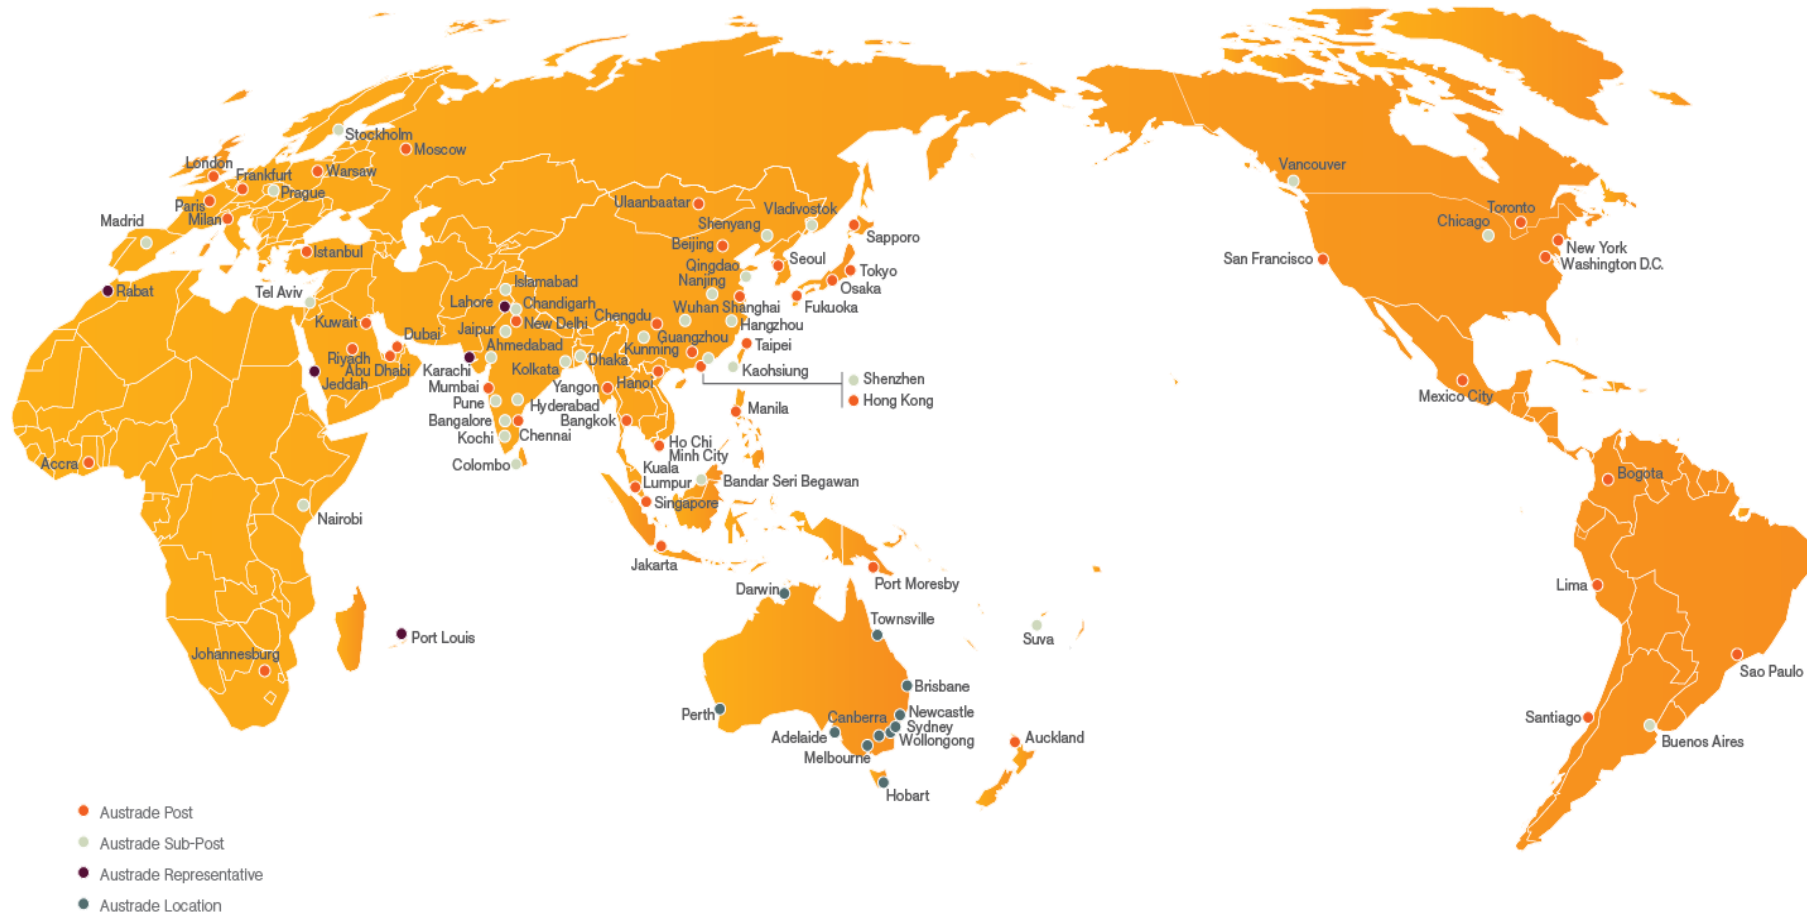 Stockholm
Moscow
London
Frankfurt
Warsaw
Prague
Paris
Milan
Madrid
Istanbul
Rabat
Tel Aviv
Kuwait
Dubai
Riyadh
Abu Dhabi
Jeddah
Accra
Nairobi
Johannesburg
Port Louis
Islamabad
Lahore
Chandigarh
New Delhi
Jaipur
Ahmedabad
Karachi
Kolkata
Dhaka
Mumbai
Pune
Hyderabad
Bangalore
Chennai
Kochi
Colombo
Ulaanbaatar
Vladivostok
Shenyang
Sapporo
Beijing
Seoul
Qingdao
Tokyo
Nanjing
Osaka
Wuhan
Shanghai
Fukuoka
Chengdu
Hangzhou
Guangzhou
Kunming
Taipei
Kaohsiung
Shenzhen
Hong Kong
Yangon
Hanoi
Bangkok
Manila
Ho Chi
Minh City
Kuala
Lumpur
Bandar Seri Begawan
Singapore
Jakarta
Port Moresby
Darwin
Townsville
Suva
Brisbane
Perth
Newcastle
Canberra
Sydney
Adelaide
Wollongong
Melbourne
Auckland
Hobart
Vancouver
Toronto
Chicago
New York
San Francisco
Washington D.C.
Mexico City
Bogota
Lima
Sao Paulo
Santiago
Buenos Aires
Austrade Post
Austrade Sub-Post
Austrade Representative
Austrade Location